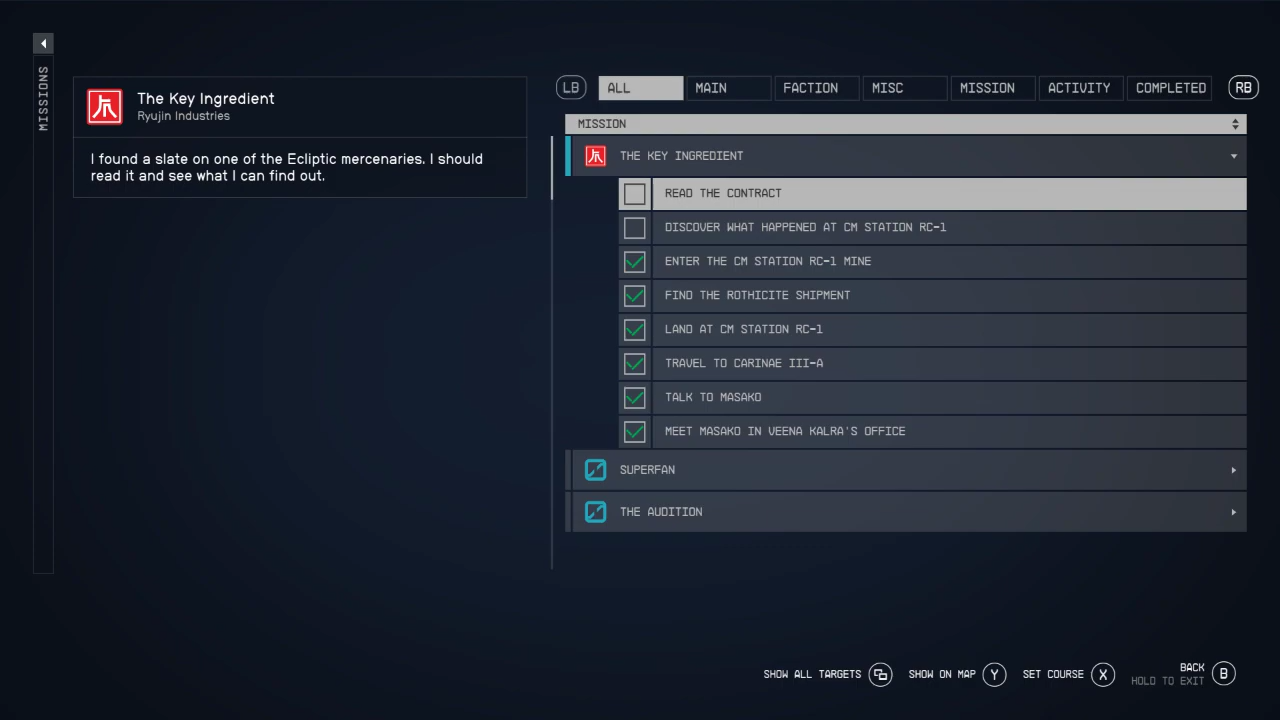 MISSIONS
The Key Ingredient
Ryujin Industries
I found a slate on one of the Ecliptic mercenaries. I should
read it and see what I can find out.
LB
ALL
MAIN
FACTION
MISC
MISSION
ACTIVITY
COMPLETED
RB
MISSION
THE KEY INGREDIENT
READ THE CONTRACT
DISCOVER WHAT HAPPENED AT CM STATION RC-1
ENTER THE CM STATION RC-1 MINE
FIND THE ROTHICITE SHIPMENT
LAND AT CM STATION RC-1
TRAVEL TO CARINAE III-A
TALK TO MASAKO
MEET MASAKO IN VEENA KALRA'S OFFICE
SUPERFAN
THE AUDITION
SHOW ALL TARGETS
SHOW ON MAP Y
SET COURSE X
BACK B
HOLD TO EXIT